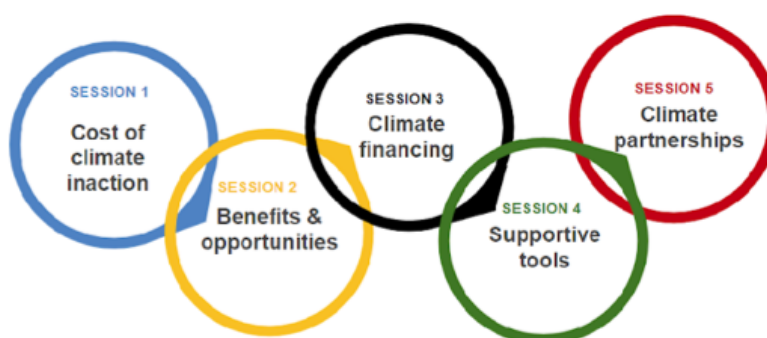 SESSION 1
Cost of
climate
inaction
SESSION 2
Benefits &
opportunities
SESSION 3
Climate
financing
SESSION 4
Supportive
tools
SESSION 5
Climate
partnerships